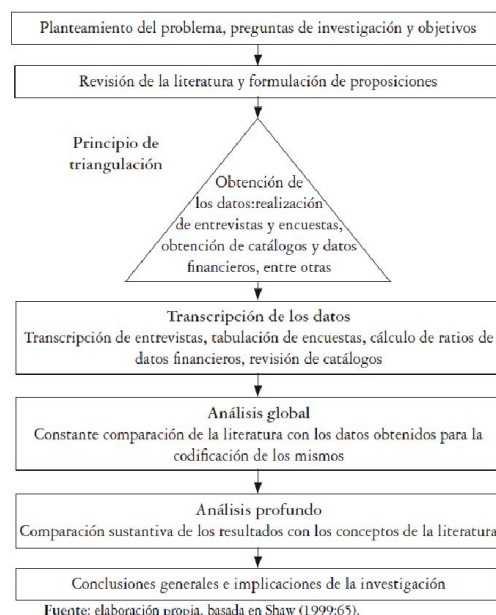 Planteamiento del problema, preguntas de investigación y objetivos
Revisión de la literatura y formulación de proposiciones
Principio de
triangulación
Obtención de
los datos:realización
de entrevistas y encuestas,
obtención de catálogos y datos
financieros, entre otras
Transcripción de los datos
Transcripción de entrevistas, tabulación de encuestas, cálculo de ratios de
datos financieros, revisión de catálogos
Análisis global
Constante comparación de la literatura con los datos obtenidos para la
codificación de los mismos
Análisis profundo
Comparación sustantiva de los resultados con los conceptos de la literatura
Conclusiones generales e implicaciones de la investigación
Fuente: elaboración propia, basada en Shaw (1999:65).